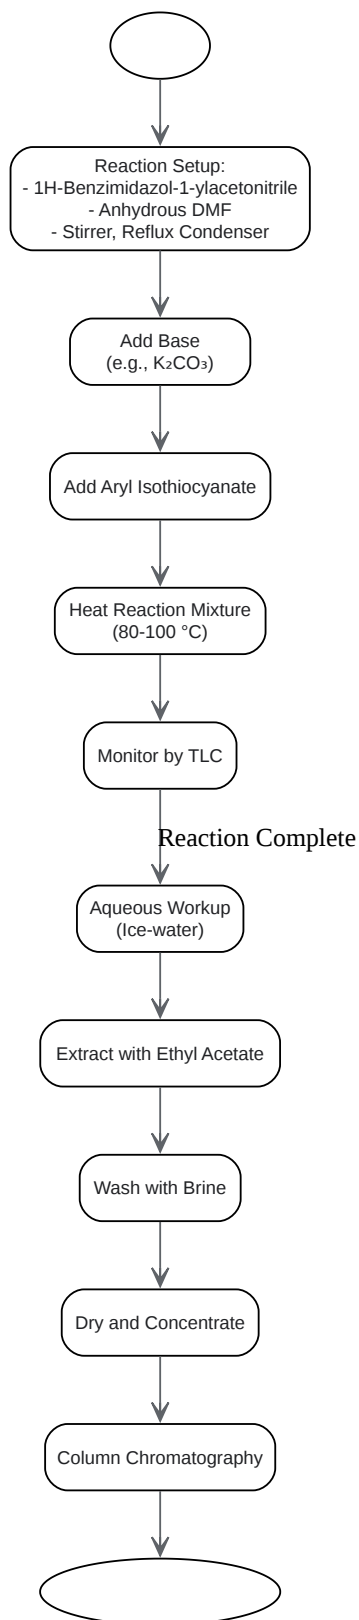 Reaction Setup:
- 1H-Benzimidazol-1-ylacetonitrile
- Anhydrous DMF
- Stirrer, Reflux Condenser
Add Base
(e.g., K₂CO₃)
Add Aryl Isothiocyanate
Heat Reaction Mixture
(80-100 °C)
Monitor by TLC
Reaction Complete
Aqueous Workup
(Ice-water)
Extract with Ethyl Acetate
Wash with Brine
Dry and Concentrate
Column Chromatography